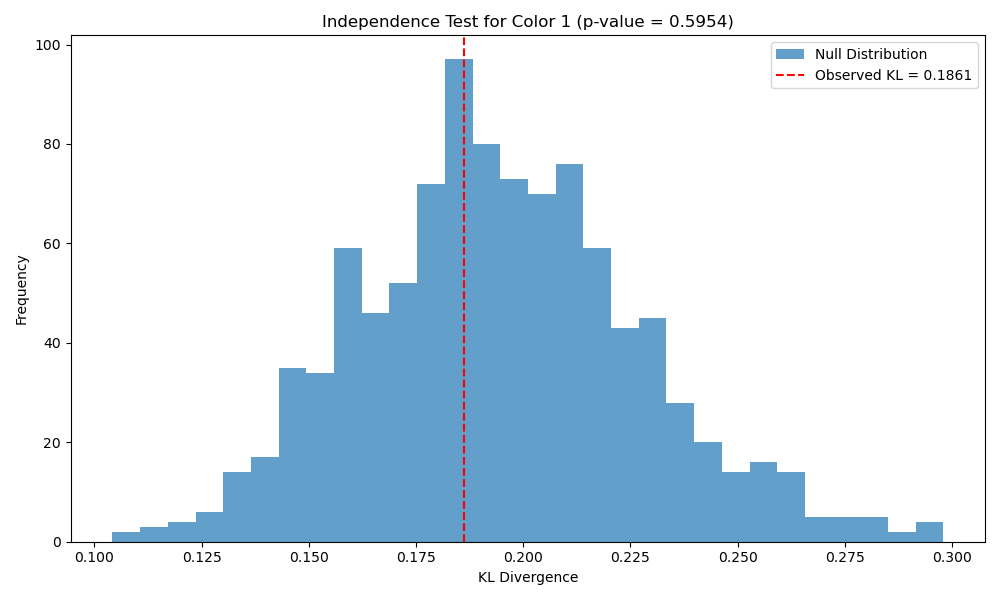 Independence Test for Color 1 (p-value = 0.5954)
Null Distribution
Observed KL = 0.1861
Frequency
100
80
60
40
20
0
0.100 0.125 0.150 0.175 0.200 0.225 0.250 0.275 0.300
KL Divergence